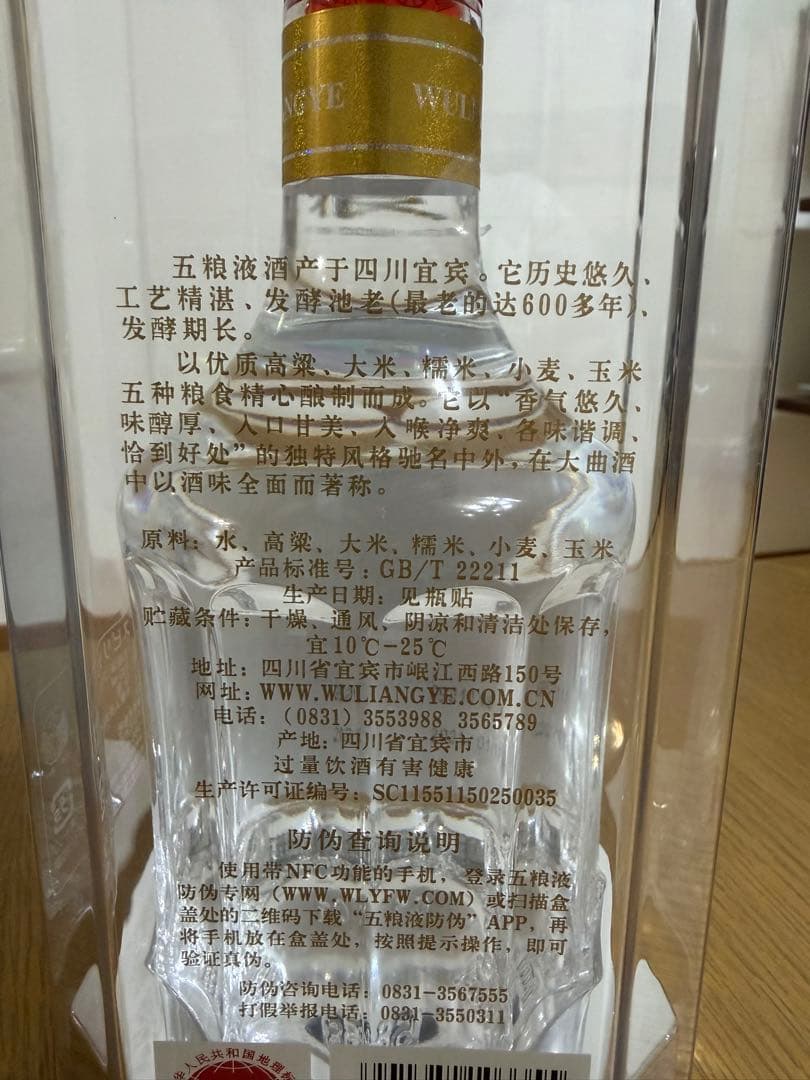 WULIANGYE WULI
五粮液酒产于四川宜宾。它历史悠久、
工艺精湛、发酵池老(最老的达600多年)、
发酵期长。
以优质高粱、大米、糯米、小麦、玉米
五种粮食精心酿制而成。它以“香气悠久、
味醇厚、入口甘美、入喉净爽、各味谐调、
恰到好处”的独特风格驰名中外，在大曲酒
中以酒味全面而著称。
原料：水、高粱、大米、糯米、小麦、玉米
产品标准号：GB/T 22211
生产日期：见瓶贴
贮藏条件：干燥、通风、阴凉和清洁处保存，
宜10℃-25℃
地址：四川省宜宾市岷江西路150号
网址：WWW.WULIANGYE.COM.CN
电话：（0831）3553988 3565789
产地：四川省宜宾市
过量饮酒有害健康
生产许可证编号：SC11551150250035
防伪查询说明
使用带NFC功能的手机，登录五粮液
防伪专网（WWW.WLYFW.COM）或扫描盒
盖处的二维码下载“五粮液防伪”APP，再
将手机放在盒盖处，按照提示操作，即可
验证真伪。
防伪咨询电话：0831-3567555
打假举报电话：0831-3550311
华人民共和国地理标